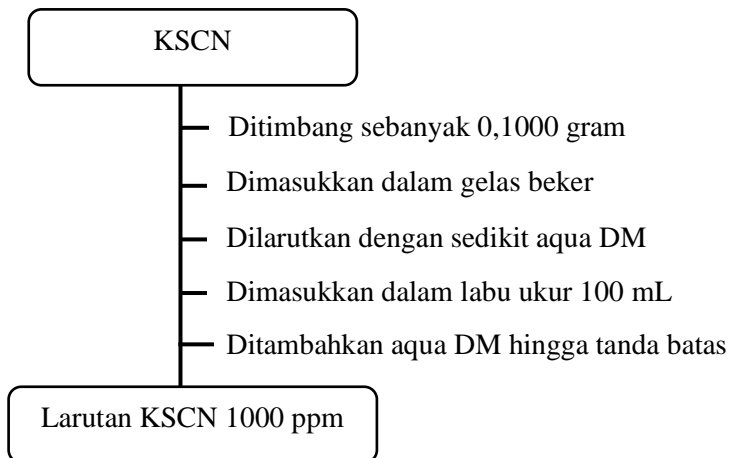 KSCN
Ditimbang sebanyak 0,1000 gram
Dimasukkan dalam gelas beker
Dilarutkan dengan sedikit aqua DM
Dimasukkan dalam labu ukur 100 mL
Ditambahkan aqua DM hingga tanda batas
Larutan KSCN 1000 ppm